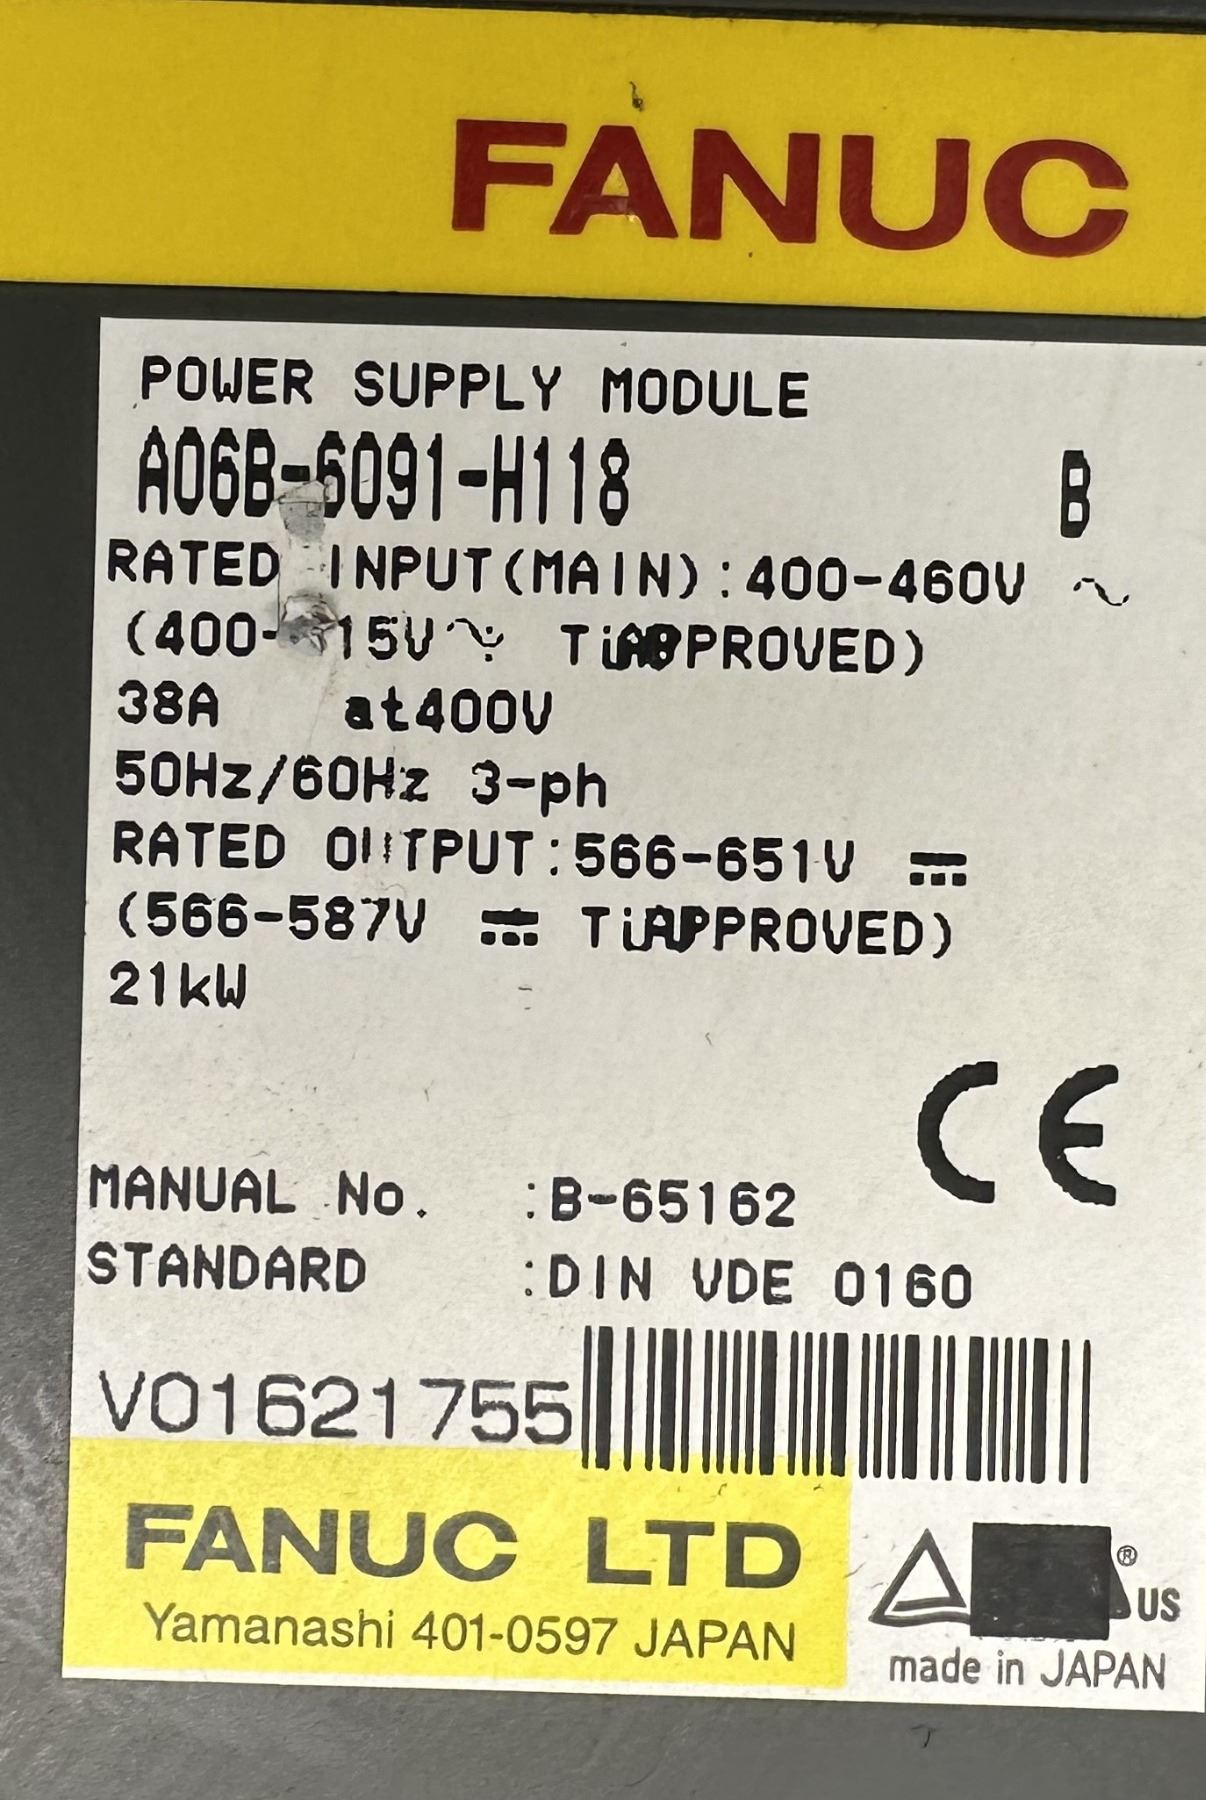 FANUC
POWER SUPPLY MODULE
A06B-6091-H118 B
RATED INPUT(MAIN):400-460V ~
(400- 15V~ APPROVED)
38A at400V
50Hz/60Hz 3-ph
RATED OUTPUT:566-651V ⎓
(566-587V ⎓ APPROVED)
21kW
CE
MANUAL No. :B-65162
STANDARD :DIN VDE 0160
V01621755
FANUC LTD
Yamanashi 401-0597 JAPAN
® US
made in JAPAN